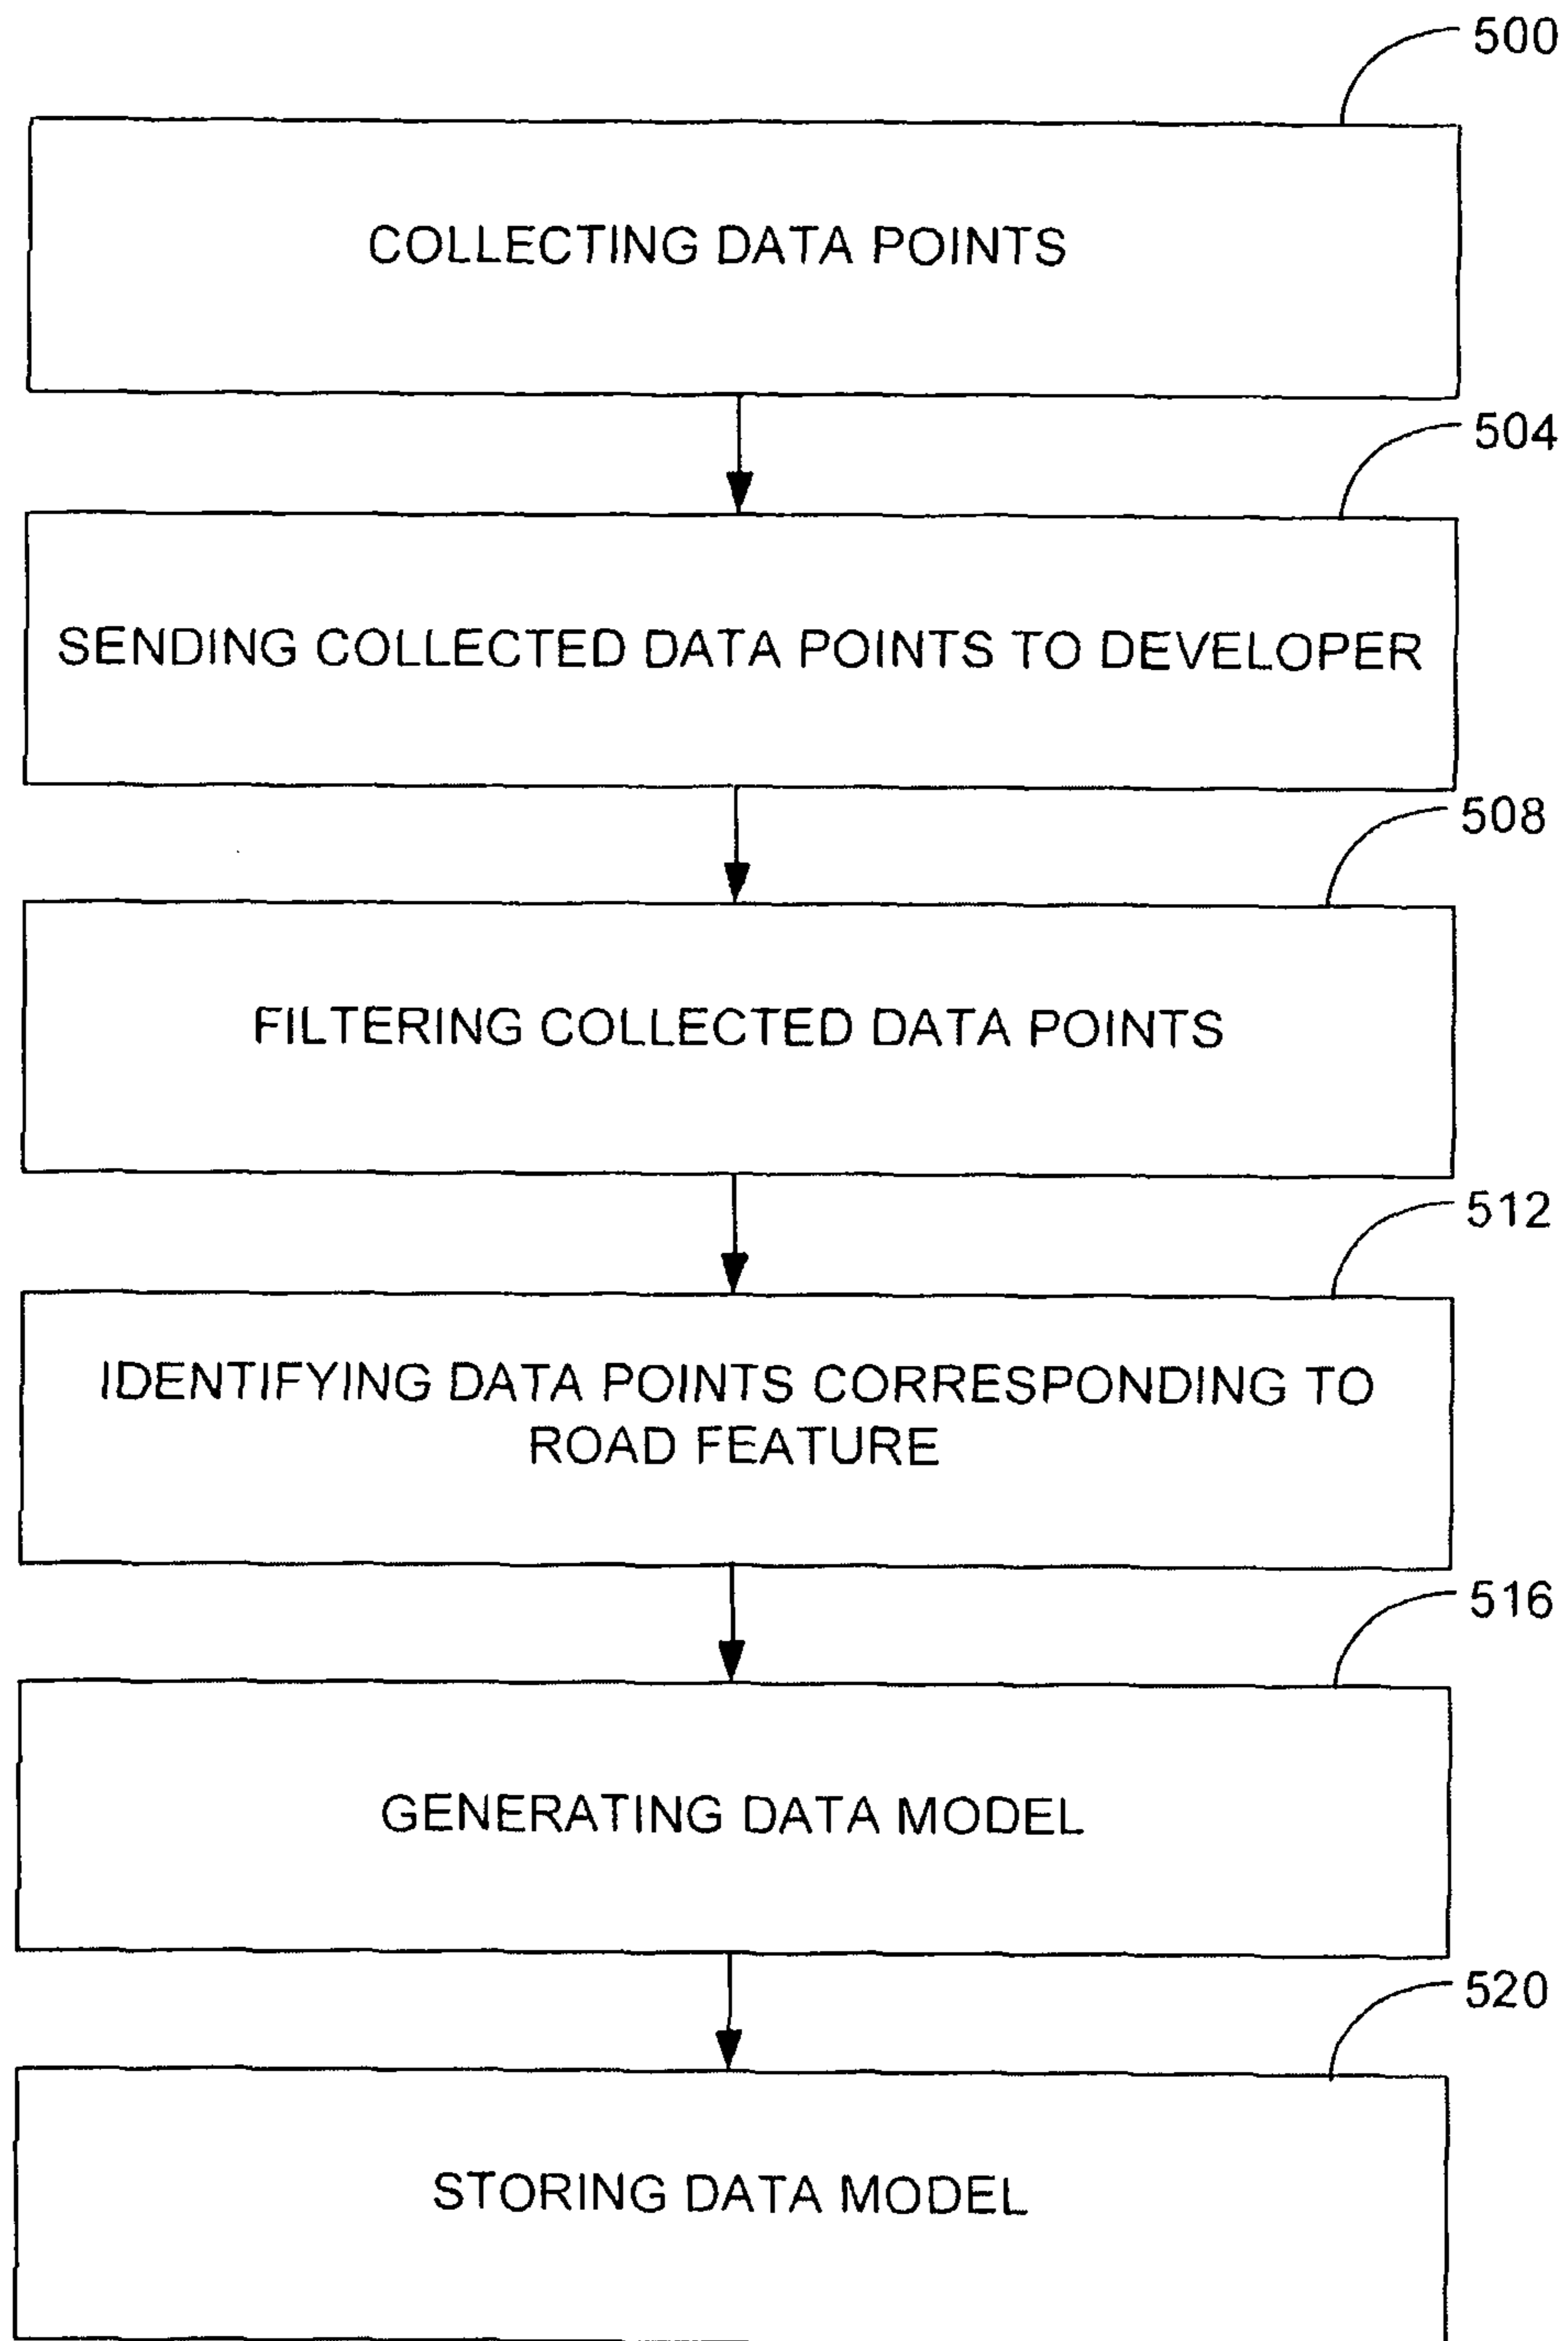 500
COLLECTING DATA POINTS
504
SENDING COLLECTED DATA POINTS TO DEVELOPER
508
FILTERING COLLECTED DATA POINTS
512
IDENTIFYING DATA POINTS CORRESPONDING TO
ROAD FEATURE
516
GENERATING DATA MODEL
520
STORING DATA MODEL